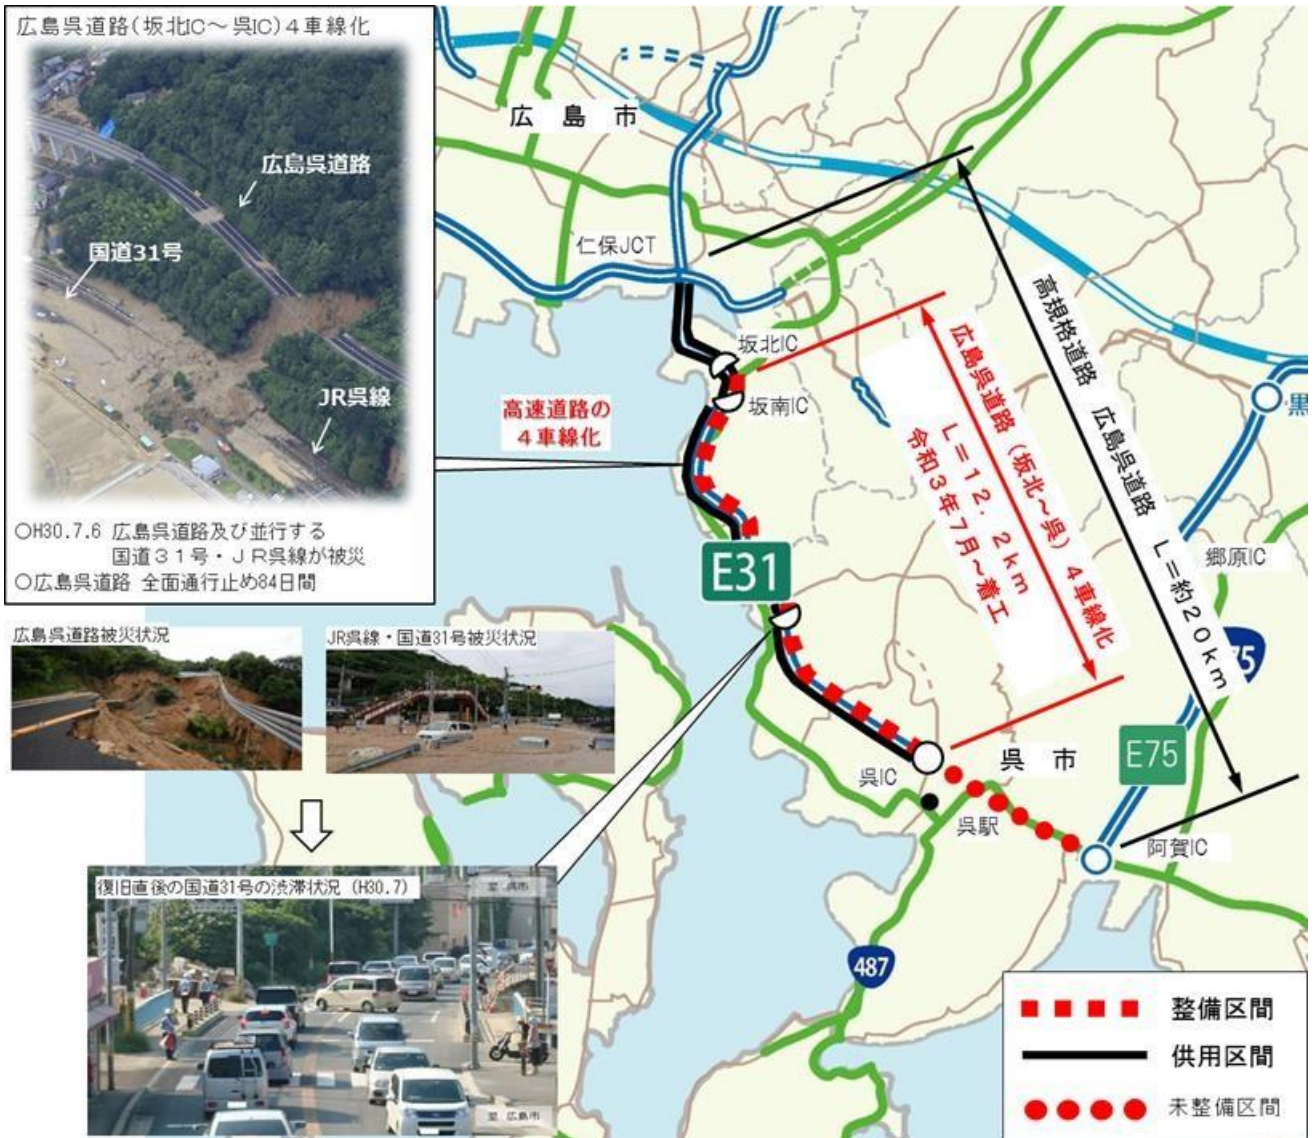 広島呉道路(坂北IC～呉IC)４車線化
広島呉道路
国道31号
JR呉線
○H30.7.6 広島呉道路及び並行する
国道３１号・ＪＲ呉線が被災
○広島呉道路 全面通行止め84日間
広島呉道路被災状況
JR呉線・国道31号被災状況
復旧直後の国道31号の渋滞状況（H30.7）
至 呉市
至 広島市
広島市
仁保JCT
坂北IC
坂南IC
高速道路の
４車線化
E31
広島呉道路（坂北～呉）４車線化
Ｌ＝１２．２ｋｍ
令和３年７月～着工
高規格道路 広島呉道路 Ｌ＝約２０ｋｍ
黒
郷原IC
75
E75
呉IC
呉市
呉駅
阿賀IC
487
整備区間
供用区間
未整備区間